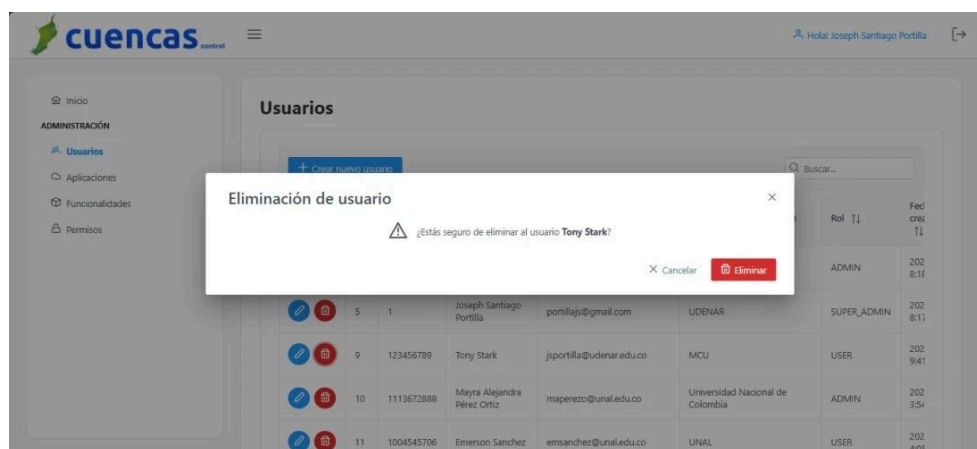 cuencas control
Hola! Joseph Santiago Portilla
Inicio
ADMINISTRACIÓN
Usuarios
Aplicaciones
Funcionalidades
Permisos
Usuarios
+ Crear nuevo usuario
Buscar...
Eliminación de usuario
¿Estás seguro de eliminar al usuario Tony Stark?
Cancelar
Eliminar
Rol
ADMIN
5 1 Joseph Santiago Portilla portillajs@gmail.com UDENAR SUPER_ADMIN
9 123456789 Tony Stark jsportilla@udenar.edu.co MCU USER
10 1113672888 Mayra Alejandra Pérez Ortiz maperezo@unal.edu.co Universidad Nacional de Colombia ADMIN
11 1004545706 Emerson Sanchez emsanchez@unal.edu.co UNAL USER